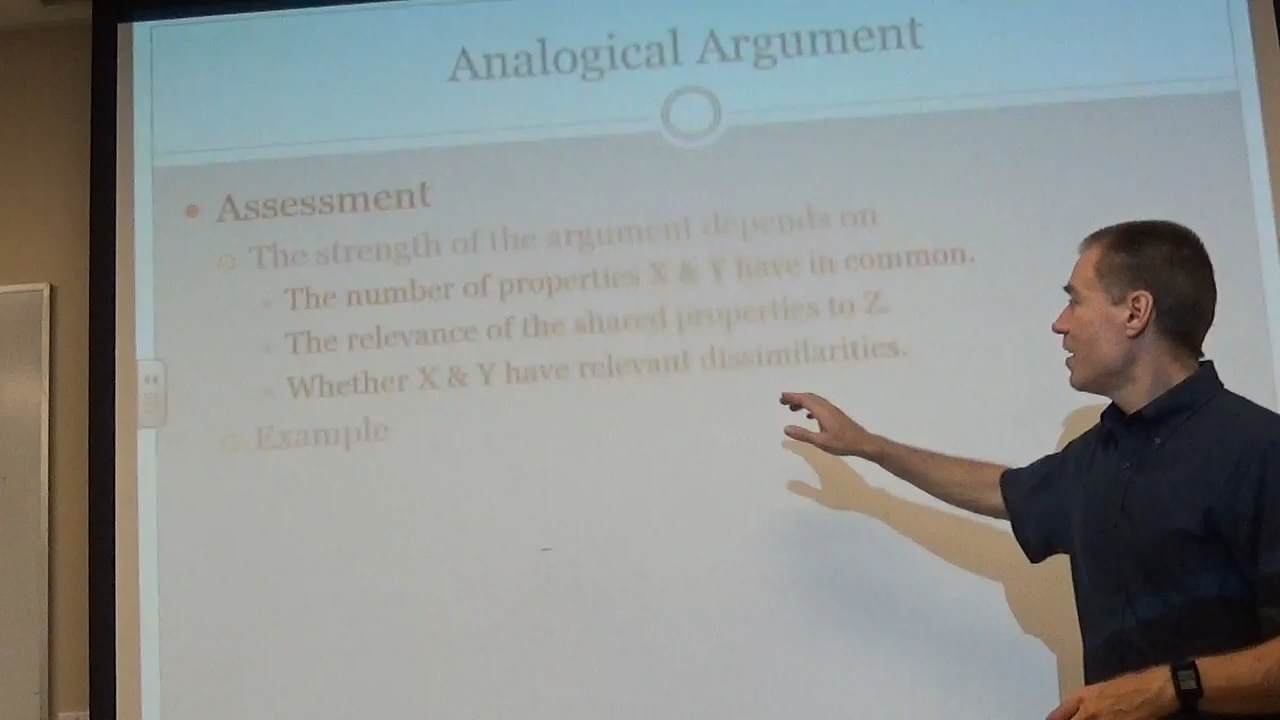 Analogical Argument
Assessment
The strength of the argument depends on
The number of properties X & Y have in common.
The relevance of the shared properties to Z.
Whether X & Y have relevant dissimilarities.
Example